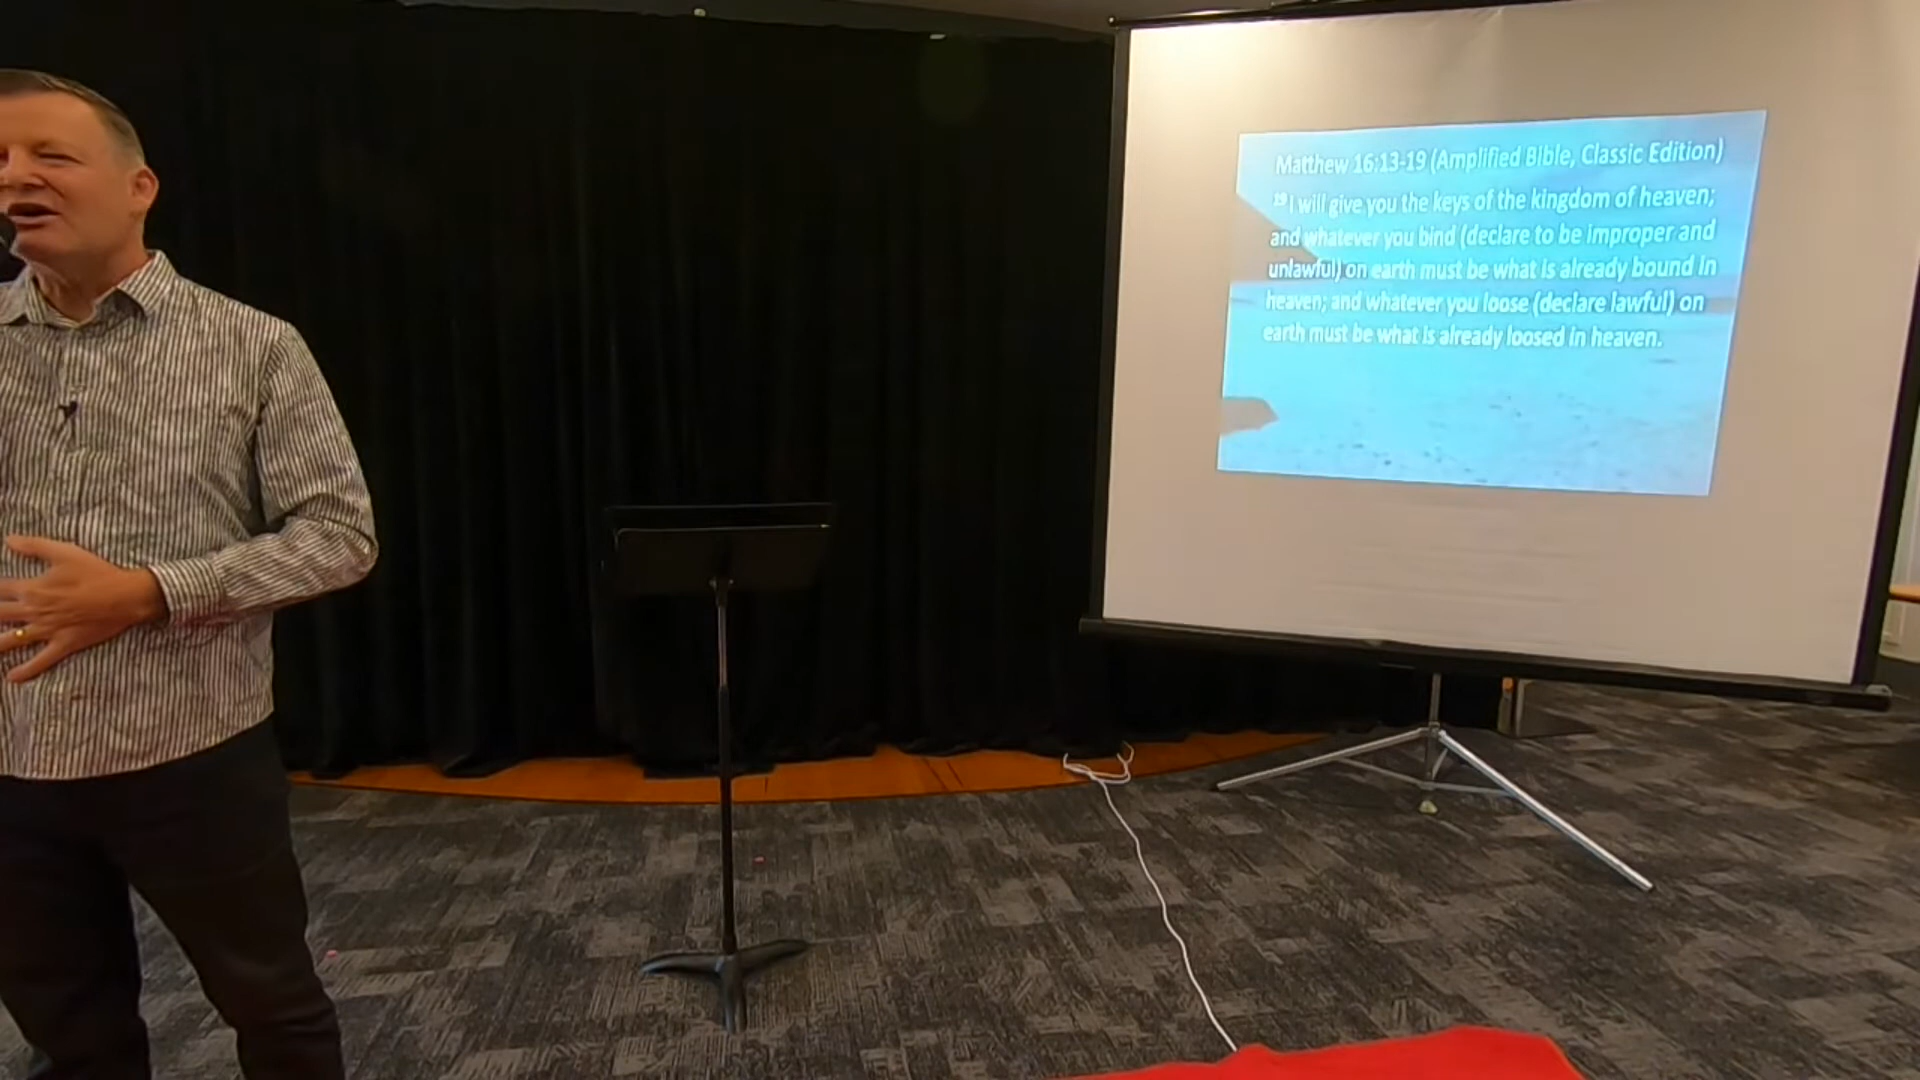 Matthew 16:13-19 (Amplified Bible, Classic Edition)
19 I will give you the keys of the kingdom of heaven;
and whatever you bind (declare to be improper and
unlawful) on earth must be what is already bound in
heaven; and whatever you loose (declare lawful) on
earth must be what is already loosed in heaven.